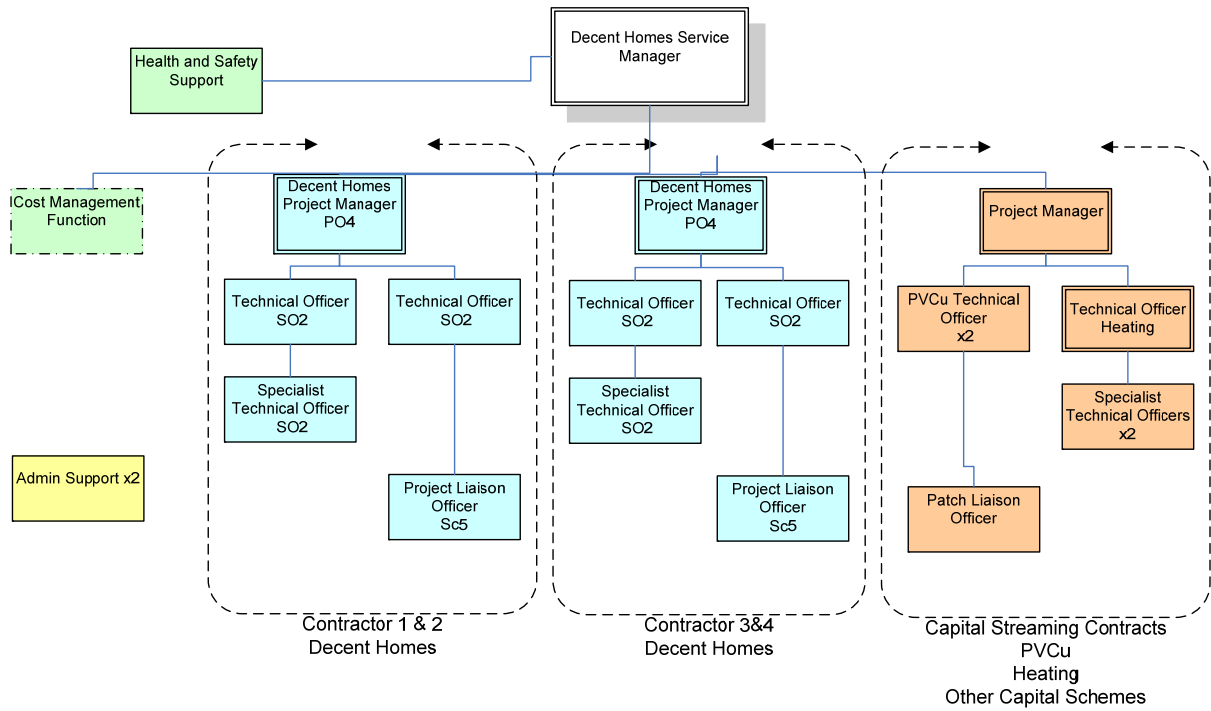 Decent Homes Service
Manager
Health and Safety
Support
Cost Management
Function
Decent Homes
Project Manager
PO4
Decent Homes
Project Manager
PO4
Project Manager
Technical Officer
SO2
Technical Officer
SO2
Technical Officer
SO2
Technical Officer
SO2
PVCu Technical
Officer
x2
Technical Officer
Heating
Specialist
Technical Officer
SO2
Specialist
Technical Officer
SO2
Specialist
Technical Officers
x2
Admin Support x2
Project Liaison
Officer
Sc5
Project Liaison
Officer
Sc5
Patch Liaison
Officer
Contractor 1 & 2
Decent Homes
Contractor 3&4
Decent Homes
Capital Streaming Contracts
PVCu
Heating
Other Capital Schemes